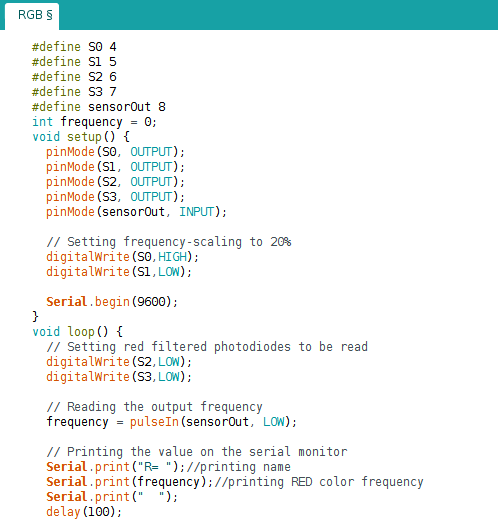 RGB §
#define S0 4
#define S1 5
#define S2 6
#define S3 7
#define sensorOut 8
int frequency = 0;
void setup() {
  pinMode(S0, OUTPUT);
  pinMode(S1, OUTPUT);
  pinMode(S2, OUTPUT);
  pinMode(S3, OUTPUT);
  pinMode(sensorOut, INPUT);
  // Setting frequency-scaling to 20%
  digitalWrite(S0,HIGH);
  digitalWrite(S1,LOW);
  Serial.begin(9600);
}
void loop() {
  // Setting red filtered photodiodes to be read
  digitalWrite(S2,LOW);
  digitalWrite(S3,LOW);
  // Reading the output frequency
  frequency = pulseIn(sensorOut, LOW);
  // Printing the value on the serial monitor
  Serial.print("R= ");//printing name
  Serial.print(frequency);//printing RED color frequency
  Serial.print("  ");
  delay(100);